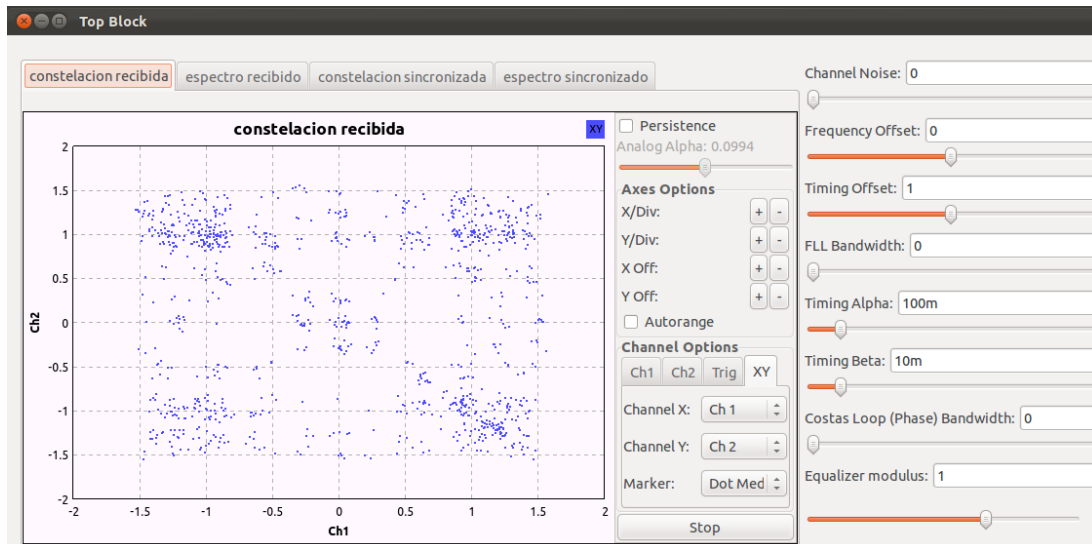 Top Block
constelacion recibida
espectro recibido
constelacion sincronizada
espectro sincronizado
constelacion recibida
XY
2
1.5
1
0.5
0
-0.5
-1
-1.5
-2
Ch2
-2
-1.5
-1
-0.5
0
0.5
1
1.5
2
Ch1
Persistence
Analog Alpha: 0.0994
Axes Options
X/Div: + -
Y/Div: + -
X Off: + -
Y Off: + -
Autorange
Channel Options
Ch1 Ch2 Trig XY
Channel X: Ch 1
Channel Y: Ch 2
Marker: Dot Med
Stop
Channel Noise: 0
Frequency Offset: 0
Timing Offset: 1
FLL Bandwidth: 0
Timing Alpha: 100m
Timing Beta: 10m
Costas Loop (Phase) Bandwidth: 0
Equalizer modulus: 1